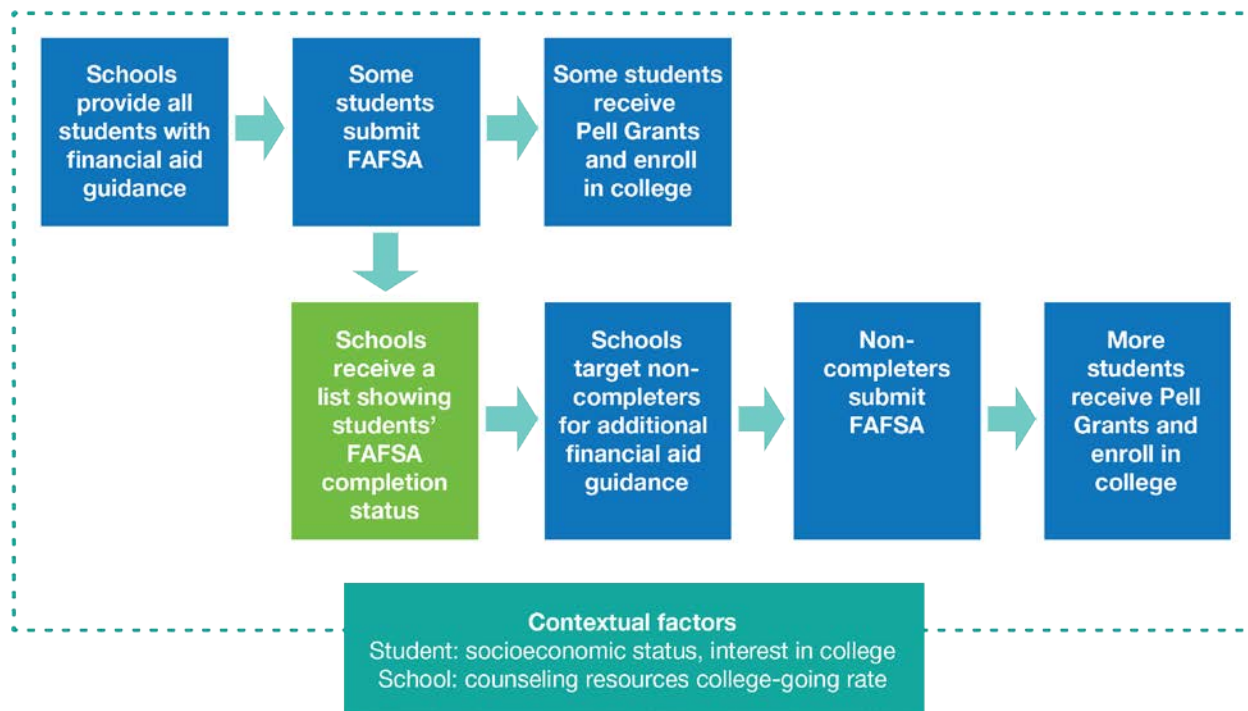 Schools
provide all
students with
financial aid
guidance
Some
students
submit
FAFSA
Some students
receive
Pell Grants
and enroll
in college
Schools
receive a
list showing
students’
FAFSA
completion
status
Schools
target non-
completers
for additional
financial aid
guidance
Non-
completers
submit
FAFSA
More
students
receive Pell
Grants and
enroll in
college
Contextual factors
Student: socioeconomic status, interest in college
School: counseling resources college-going rate